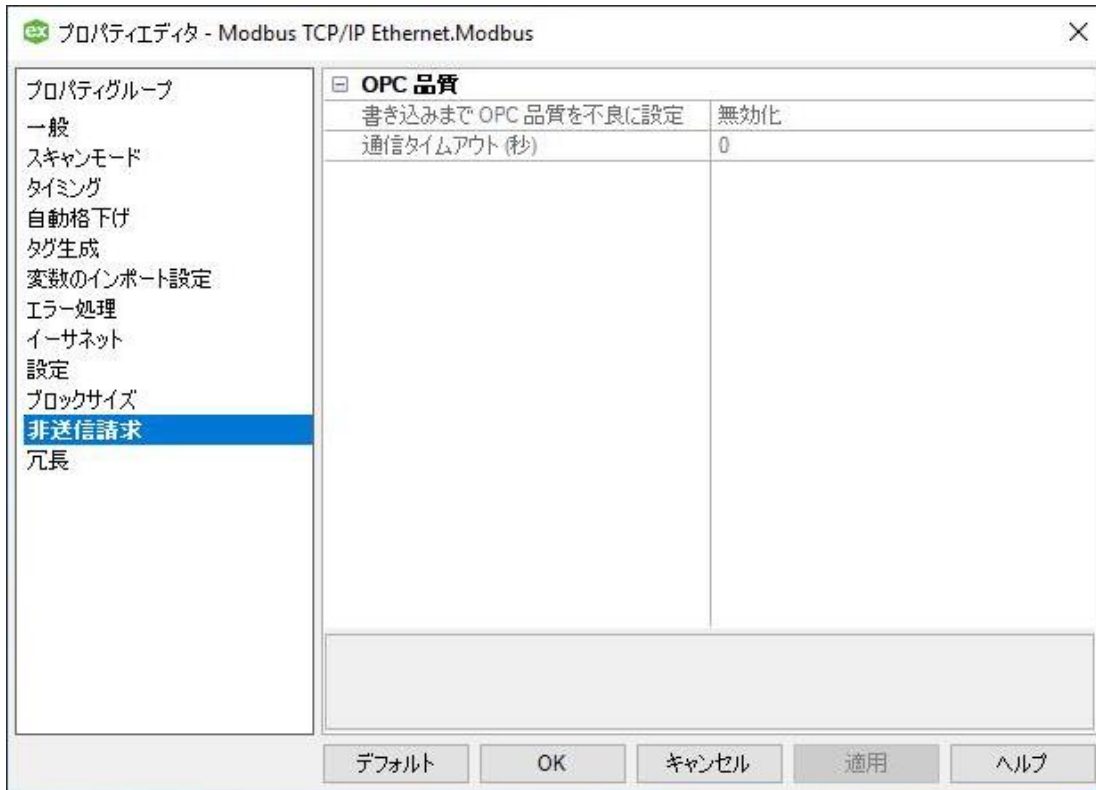 プロパティエディタ - Modbus TCP/IP Ethernet.Modbus
プロパティグループ
一般
スキャンモード
タイミング
自動格下げ
タグ生成
変数のインポート設定
エラー処理
イーサネット
設定
ブロックサイズ
非送信請求
冗長
OPC 品質
書き込みまで OPC 品質を不良に設定 無効化
通信タイムアウト (秒) 0
デフォルト OK キャンセル 適用 ヘルプ